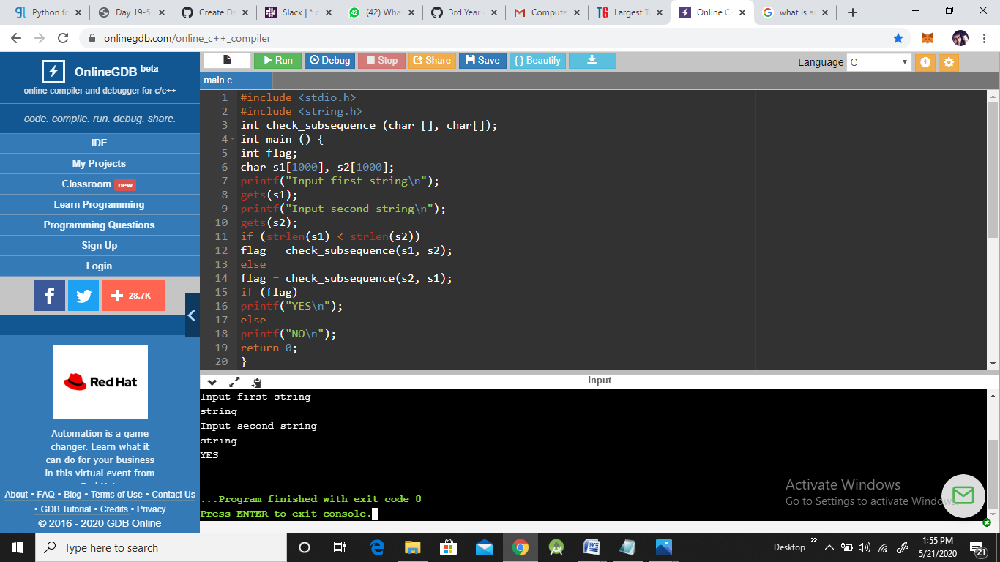 Python fo
Day 19-5
Create Da
Slack | * c
(42) Wha
3rd Year -
Compute
Largest T
Online C
what is a
onlinegdb.com/online_c++_compiler
OnlineGDB beta
online compiler and debugger for c/c++
code. compile. run. debug. share.
IDE
My Projects
Classroom new
Learn Programming
Programming Questions
Sign Up
Login
28.7K
Red Hat
Automation is a game
changer. Learn what it
can do for your business
in this virtual event from
About • FAQ • Blog • Terms of Use • Contact Us
• GDB Tutorial • Credits • Privacy
© 2016 - 2020 GDB Online
Run
Debug
Stop
Share
Save
{ } Beautify
Language C
main.c
1 #include <stdio.h>
2 #include <string.h>
3 int check_subsequence (char [], char[]);
4 int main () {
5 int flag;
6 char s1[1000], s2[1000];
7 printf("Input first string\n");
8 gets(s1);
9 printf("Input second string\n");
10 gets(s2);
11 if (strlen(s1) < strlen(s2))
12 flag = check_subsequence(s1, s2);
13 else
14 flag = check_subsequence(s2, s1);
15 if (flag)
16 printf("YES\n");
17 else
18 printf("NO\n");
19 return 0;
20 }
input
Input first string
string
Input second string
string
YES
...Program finished with exit code 0
Press ENTER to exit console.
Activate Windows
Go to Settings to activate Windows.
Type here to search
Desktop
1:55 PM
5/21/2020
21